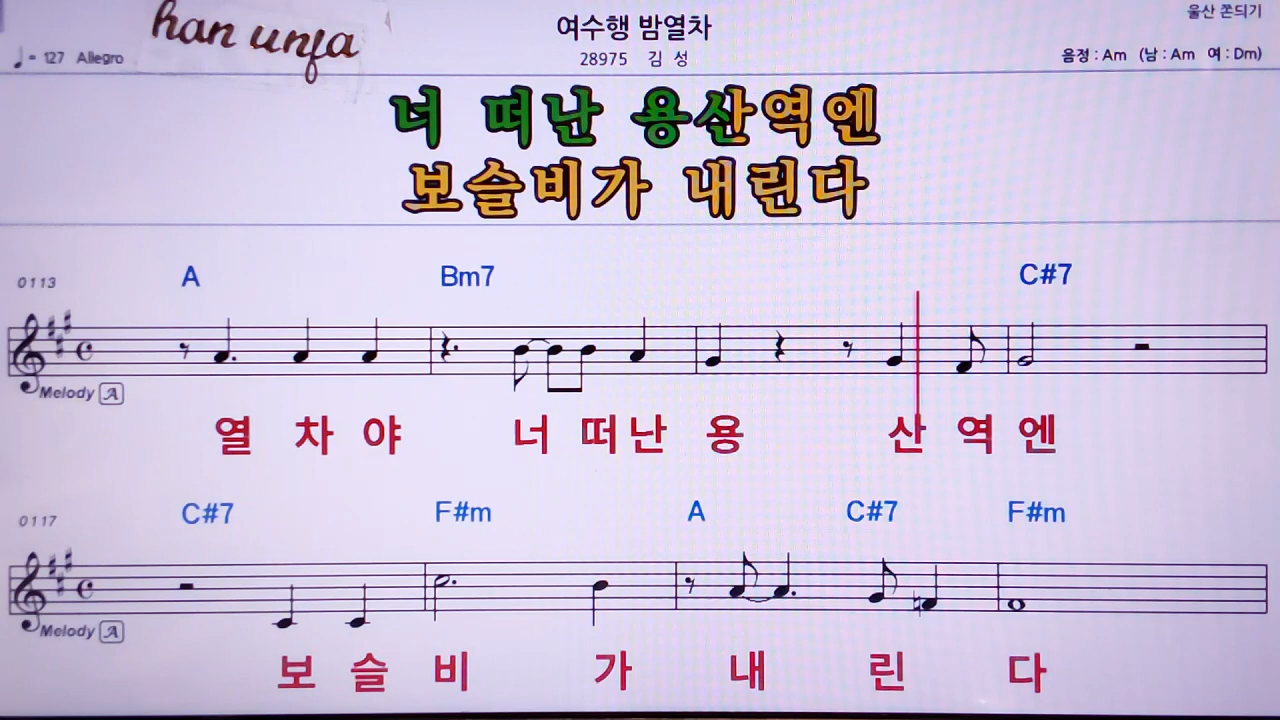 han unja
여수행 밤열차
울산 쫀듸기
♩= 127 Allegro
28975 김 성
음정 : Am (남 : Am 여 : Dm)
너 떠난 용산역엔
보슬비가 내린다
0113
A Bm7 C#7
Melody A
열 차 야 너 떠 난 용 산 역 엔
0117
C#7 F#m A C#7 F#m
Melody A
보 슬 비 가 내 린 다